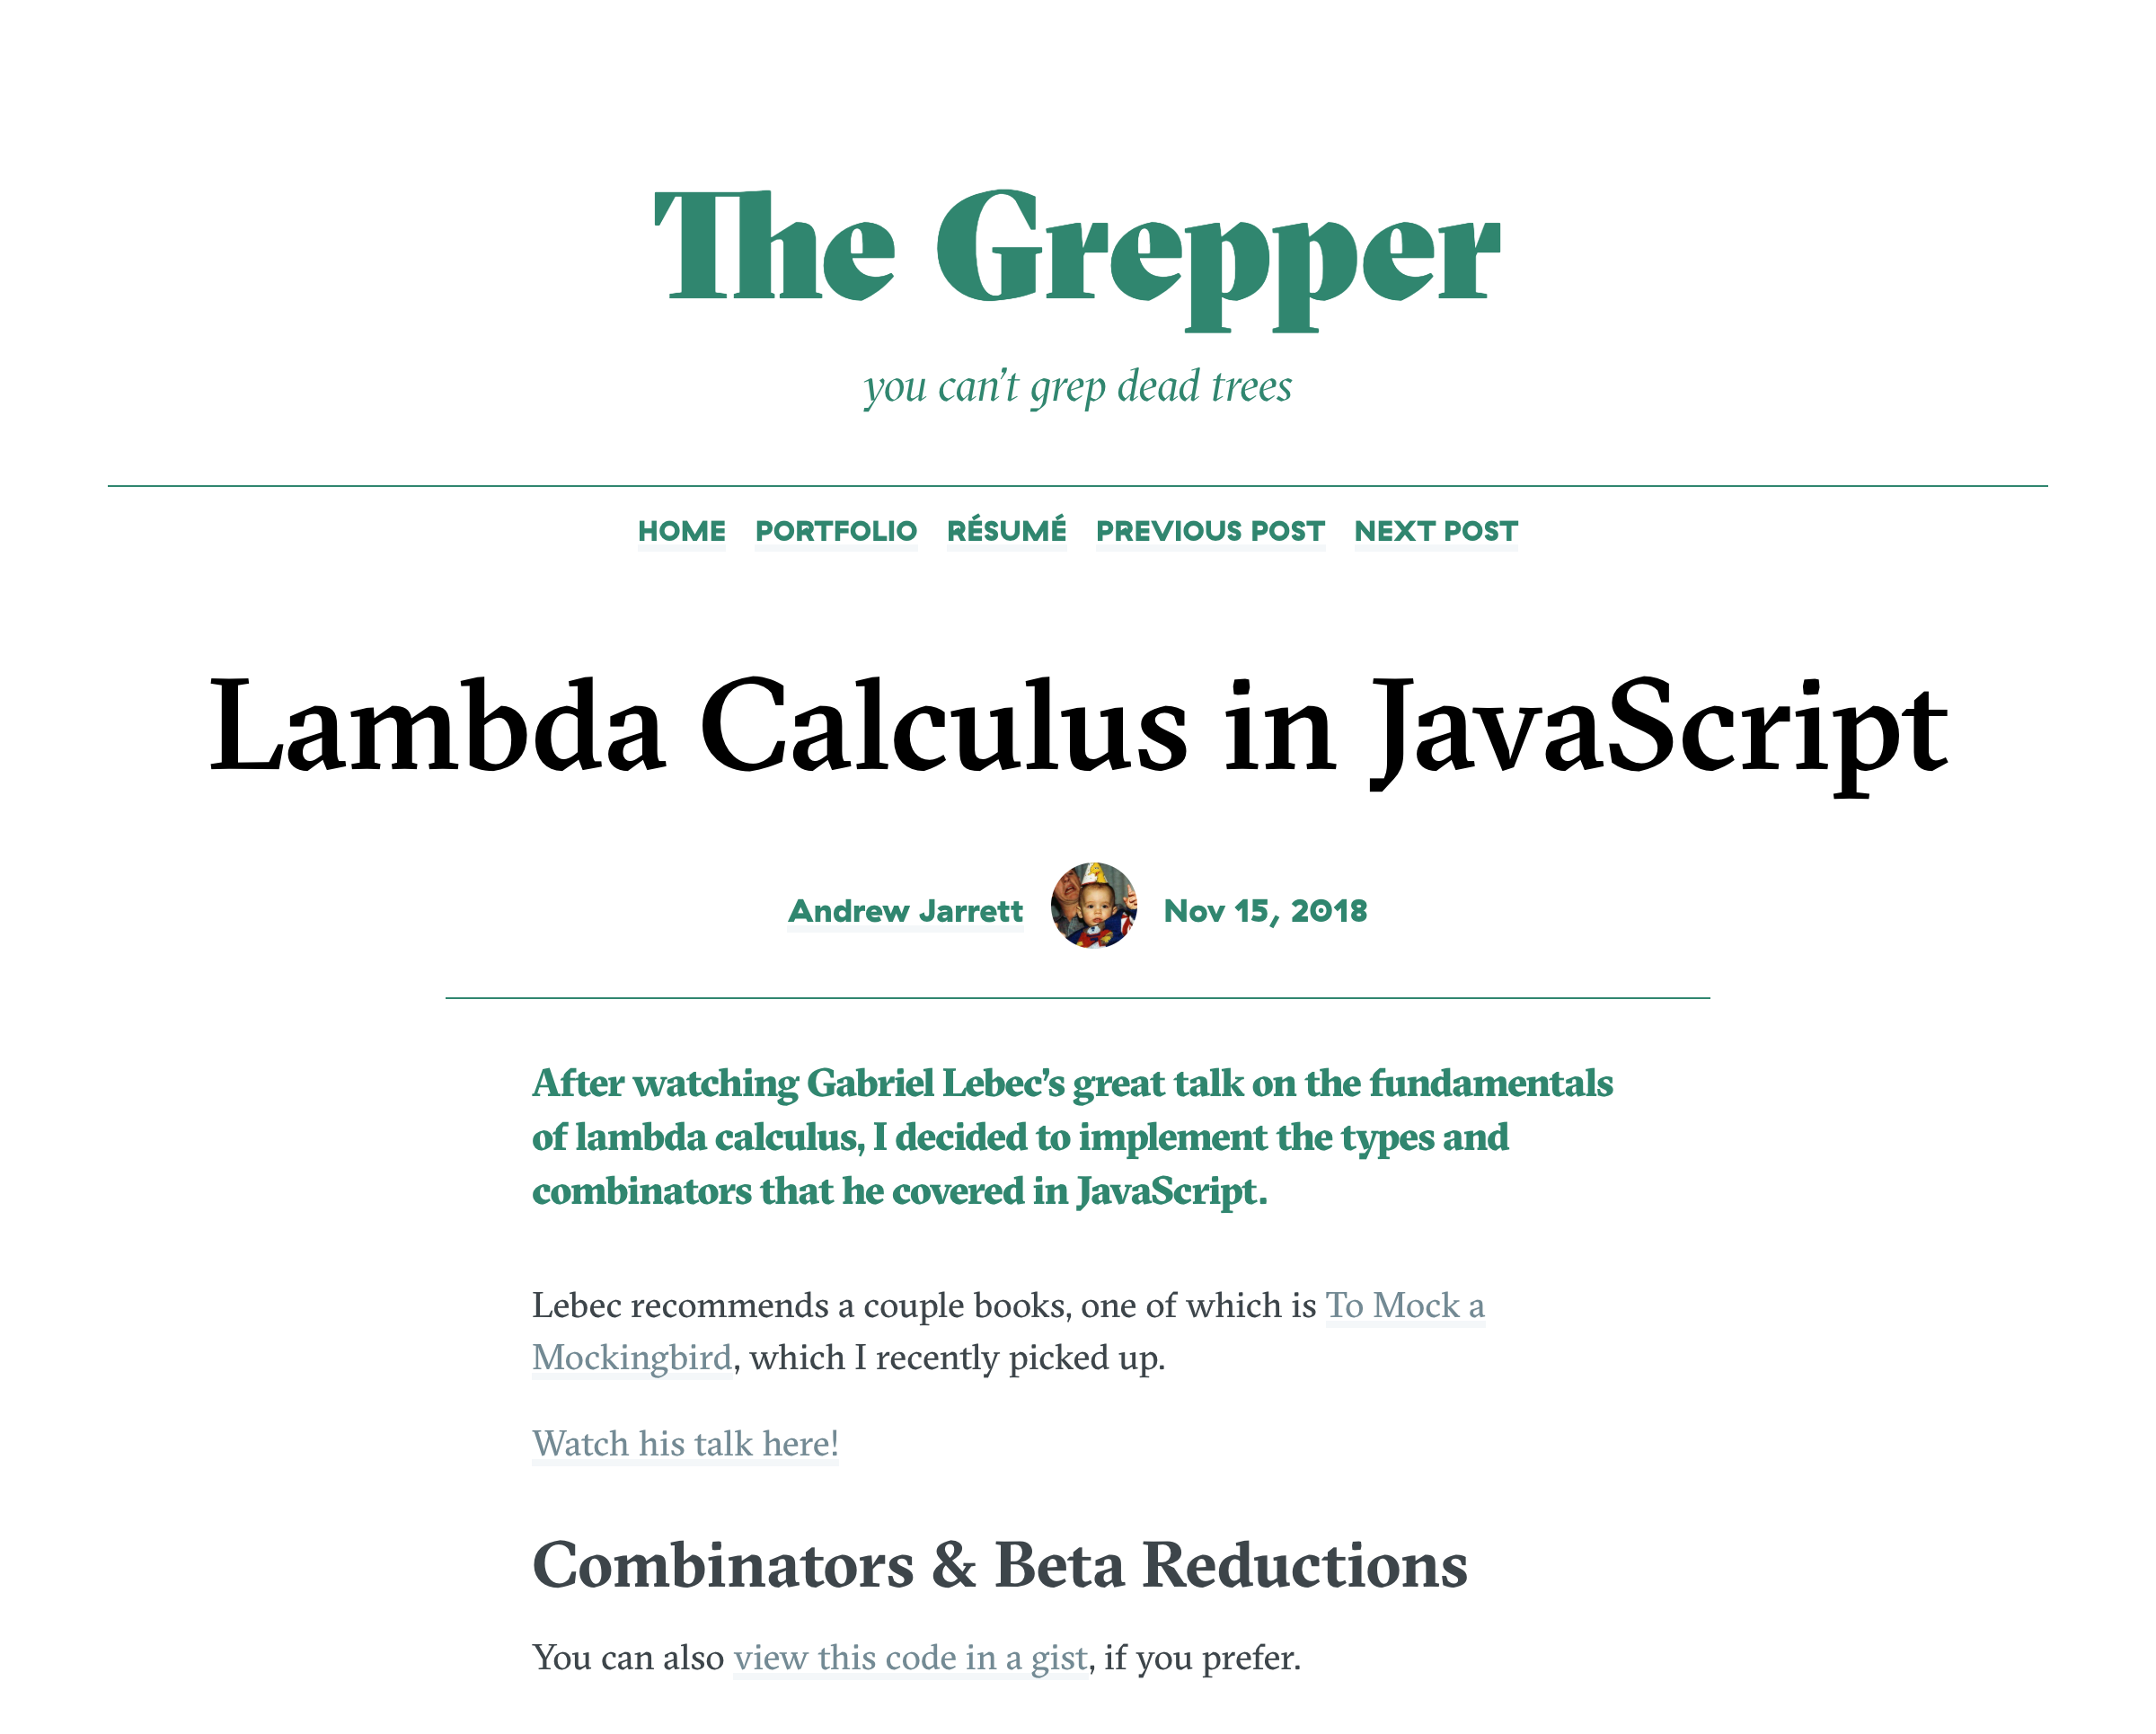 The Grepper
you can't grep dead trees
HOME PORTFOLIO RÉSUMÉ PREVIOUS POST NEXT POST
Lambda Calculus in JavaScript
Andrew Jarrett Nov 15, 2018
After watching Gabriel Lebec's great talk on the fundamentals
of lambda calculus, I decided to implement the types and
combinators that he covered in JavaScript.
Lebec recommends a couple books, one of which is To Mock a
Mockingbird, which I recently picked up.
Watch his talk here!
Combinators & Beta Reductions
You can also view this code in a gist, if you prefer.